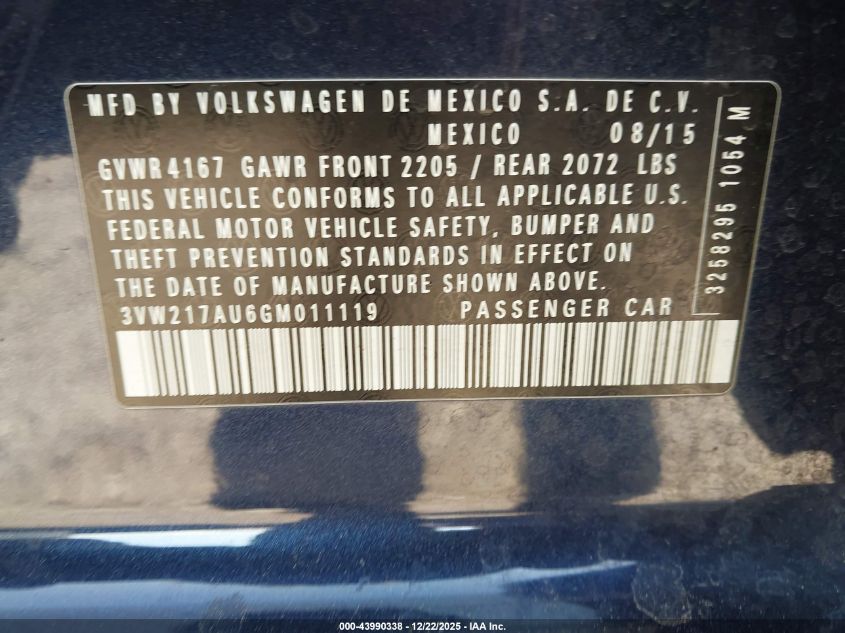 MFD BY VOLKSWAGEN DE MEXICO S.A. DE C.V.
MEXICO 08/15
GVWR 4167 GAWR FRONT 2205 / REAR 2072 LBS
THIS VEHICLE CONFORMS TO ALL APPLICABLE U.S.
FEDERAL MOTOR VEHICLE SAFETY, BUMPER AND
THEFT PREVENTION STANDARDS IN EFFECT ON
THE DATE OF MANUFACTURE SHOWN ABOVE.
3VW217AU6GM011119 PASSENGER CAR
3258295 1054 M
000-43990338 - 12/22/2025 - IAA Inc.